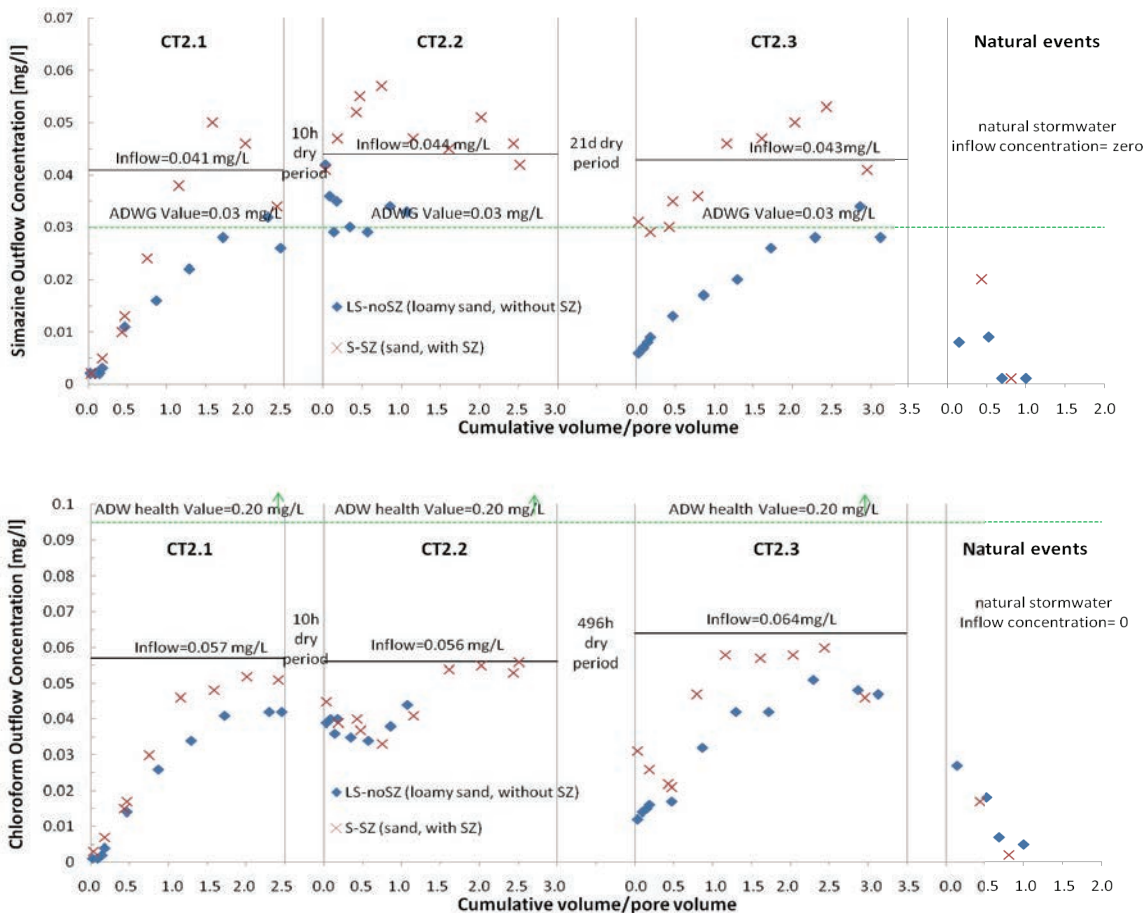 0.07
0.06
0.05
0.04
0.03
0.02
0.01
0
Simazine Outflow Concentration [mg/l]
CT2.1
CT2.2
CT2.3
Natural events
10h
dry
period
21d dry
period
natural stormwater
inflow concentration= zero
Inflow=0.041 mg/L
Inflow=0.044 mg/L
Inflow=0.043mg/L
ADWG Value=0.03 mg/L
ADWG Value=0.03 mg/L
ADWG Value=0.03 mg/L
LS-noSZ (loamy sand, without SZ)
S-SZ (sand, with SZ)
0.0 0.5 1.0 1.5 2.0 2.5
0.0 0.5 1.0 1.5 2.0 2.5 3.0
0.0 0.5 1.0 1.5 2.0 2.5 3.0 3.5
0.0 0.5 1.0 1.5 2.0
Cumulative volume/pore volume
0.1
0.09
0.08
0.07
0.06
0.05
0.04
0.03
0.02
0.01
0
Chloroform Outflow Concentration [mg/l]
ADW health Value=0.20 mg/L
ADW health Value=0.20 mg/L
ADW health Value=0.20 mg/L
CT2.1
CT2.2
CT2.3
Natural events
10h
dry
period
496h
dry
period
natural stormwater
Inflow concentration= 0
Inflow=0.057 mg/L
Inflow=0.056 mg/L
Inflow=0.064mg/L
LS-noSZ (loamy sand, without SZ)
S-SZ (sand, with SZ)
0.0 0.5 1.0 1.5 2.0 2.5
0.0 0.5 1.0 1.5 2.0 2.5 3.0
0.0 0.5 1.0 1.5 2.0 2.5 3.0 3.5
0.0 0.5 1.0 1.5 2.0
Cumulative volume/pore volume